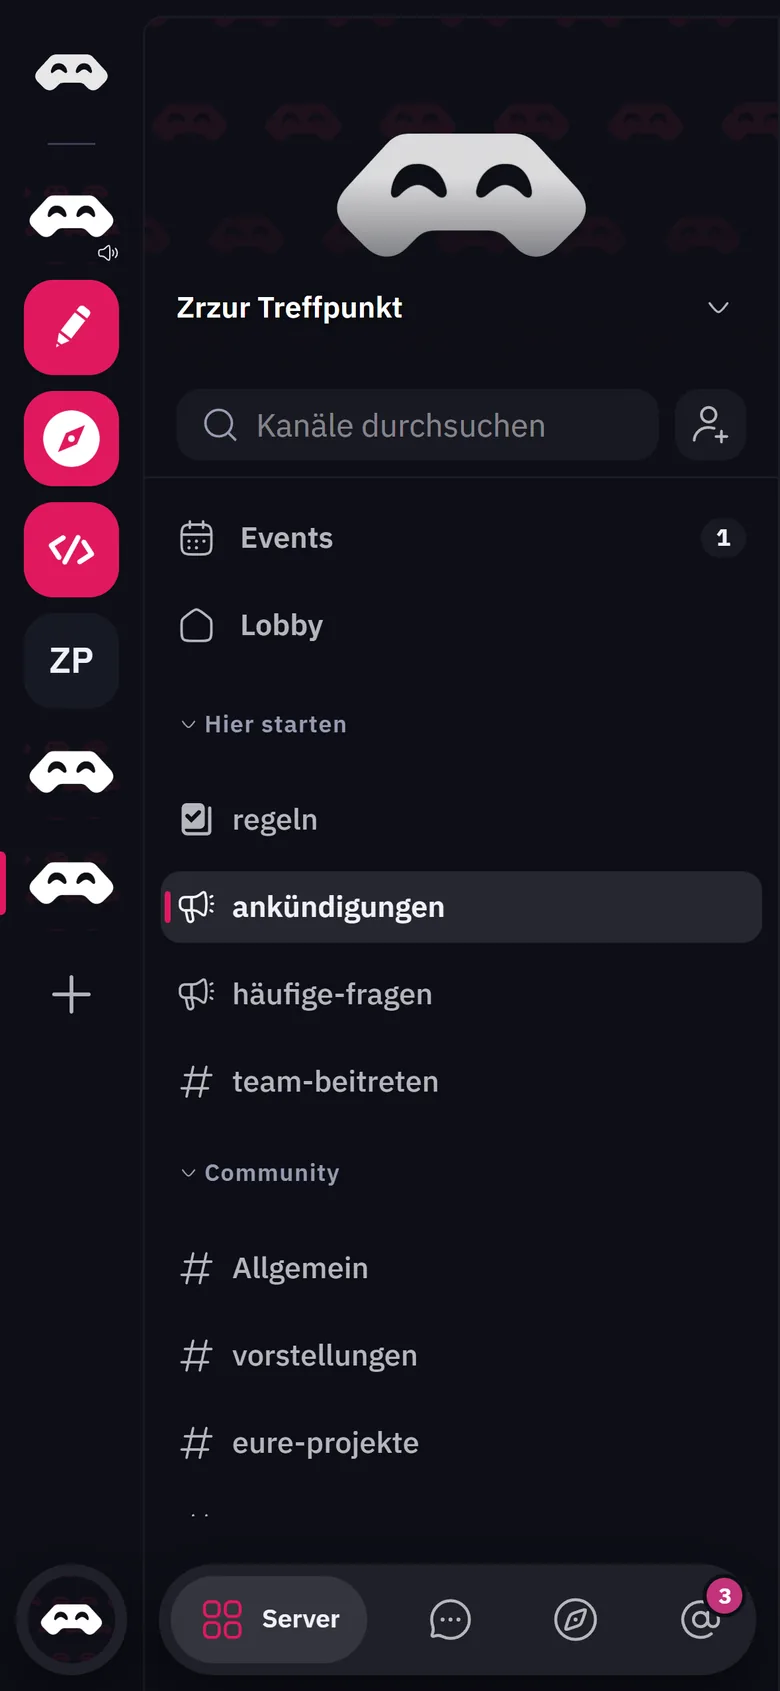 Zrzur Treffpunkt
Kanäle durchsuchen
Events
1
Lobby
Hier starten
regeln
ankündigungen
häufige-fragen
team-beitreten
Community
Allgemein
vorstellungen
eure-projekte
ZP
Server
3